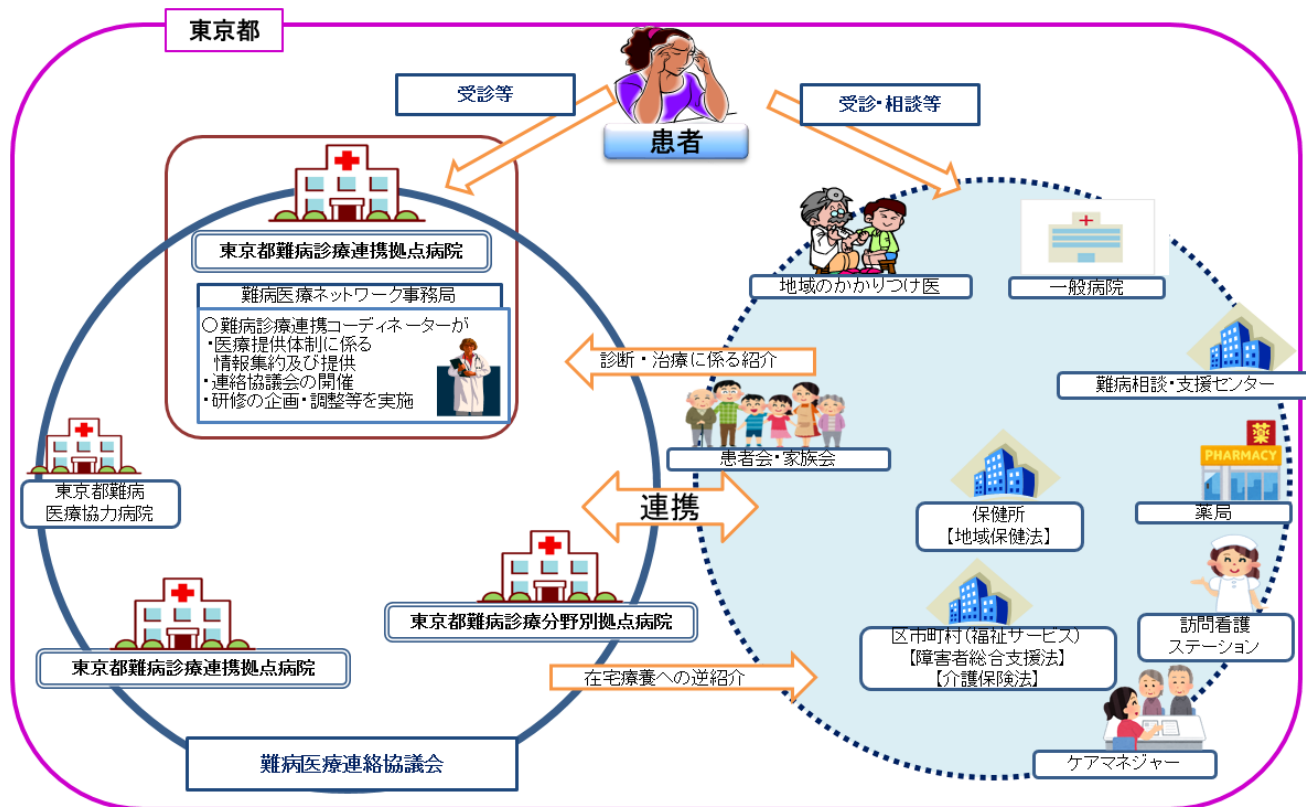 東京都
受診等
患者
受診・相談等
東京都難病診療連携拠点病院
難病医療ネットワーク事務局
○難病診療連携コーディネーターが
・医療提供体制に係る
情報集約及び提供
・連絡協議会の開催
・研修の企画・調整等を実施
地域のかかりつけ医
一般病院
診断・治療に係る紹介
難病相談・支援センター
患者会・家族会
薬
PHARMACY
薬局
東京都難病
医療協力病院
連携
保健所
【地域保健法】
東京都難病診療分野別拠点病院
区市町村(福祉サービス)
【障害者総合支援法】
【介護保険法】
訪問看護
ステーション
東京都難病診療連携拠点病院
在宅療養への逆紹介
ケアマネジャー
難病医療連絡協議会